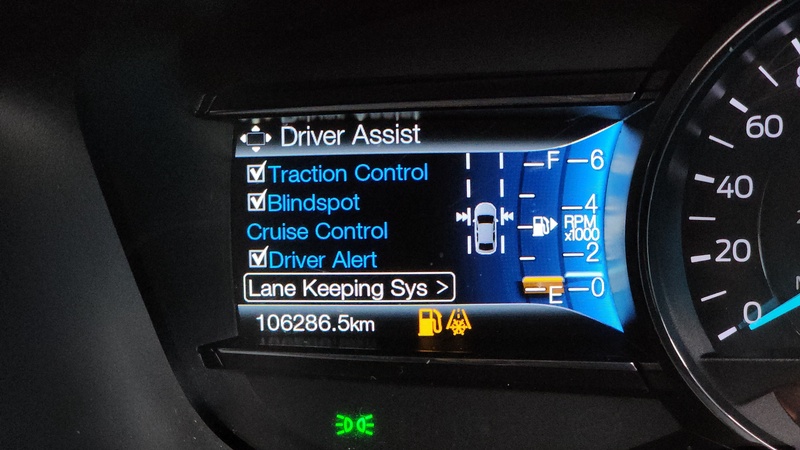 Driver Assist
Traction Control
Blindspot
Cruise Control
Driver Alert
Lane Keeping Sys >
106286.5km
F
E
6
4
RPM
x1000
2
0
60
40
20
0